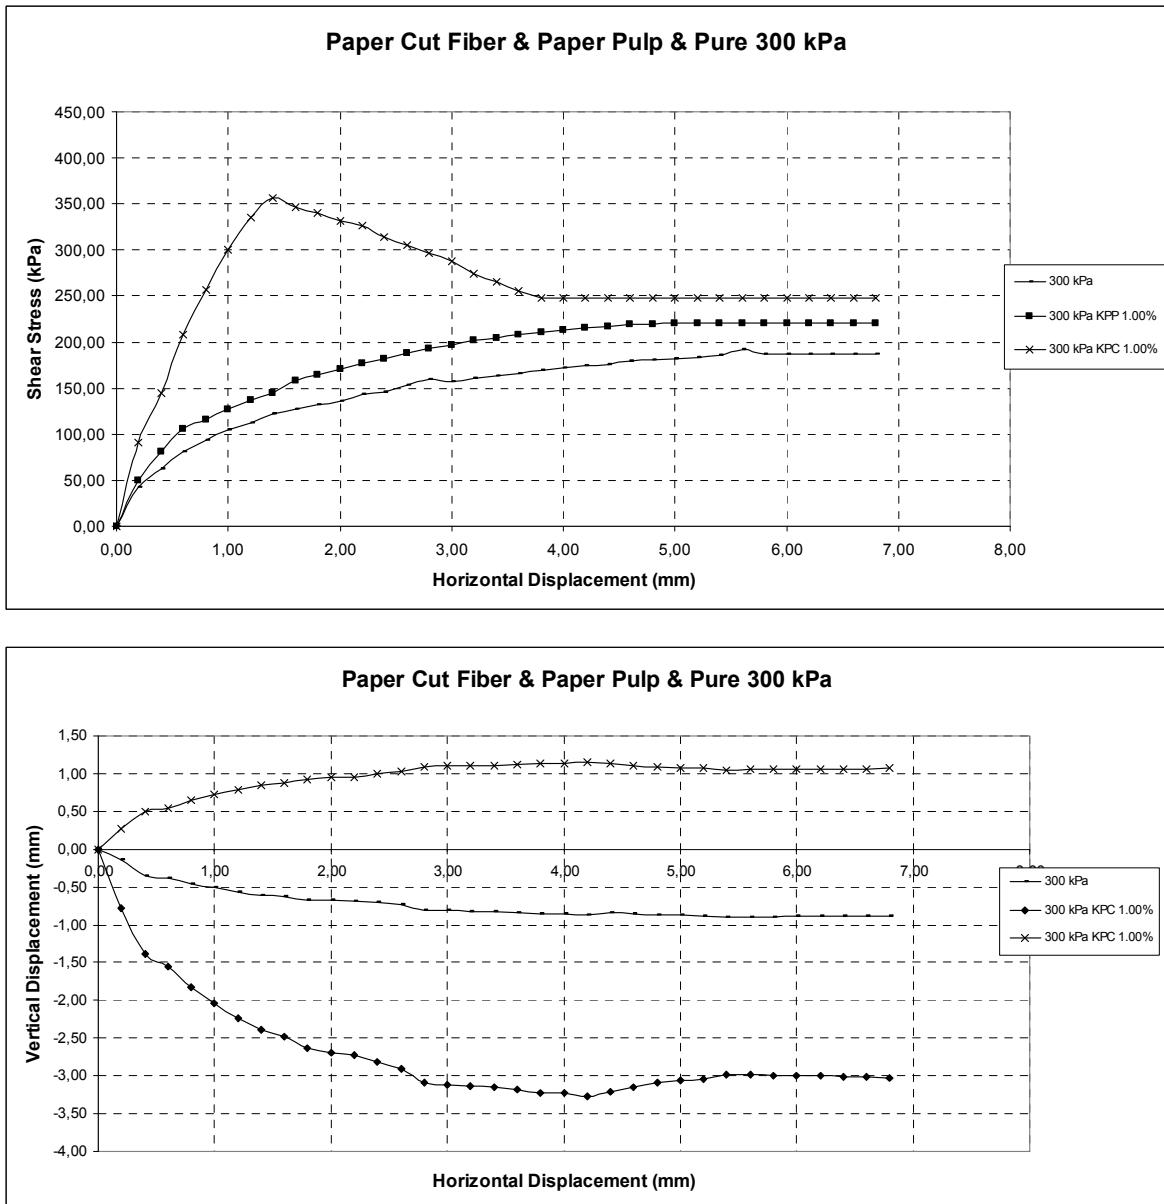 Paper Cut Fiber & Paper Pulp & Pure 300 kPa
450,00
400,00
350,00
300,00
250,00
200,00
150,00
100,00
50,00
0,00
Shear Stress (kPa)
0,00 1,00 2,00 3,00 4,00 5,00 6,00 7,00 8,00
Horizontal Displacement (mm)
300 kPa
300 kPa KPP 1.00%
300 kPa KPC 1.00%
Paper Cut Fiber & Paper Pulp & Pure 300 kPa
1,50
1,00
0,50
0,00
-0,50
-1,00
-1,50
-2,00
-2,50
-3,00
-3,50
-4,00
Vertical Displacement (mm)
0,00 1,00 2,00 3,00 4,00 5,00 6,00 7,00
Horizontal Displacement (mm)
300 kPa
300 kPa KPC 1.00%
300 kPa KPC 1.00%